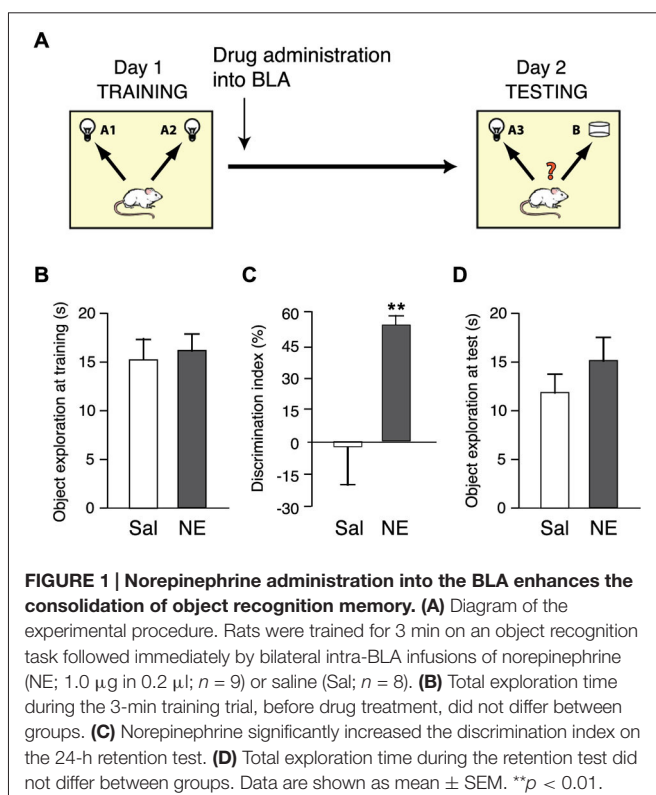 A
Day 1
TRAINING
Drug administration
into BLA
Day 2
TESTING
A1 A2
A3 B
?
B
Object exploration at training (s)
20
15
10
5
0
Sal NE
C
Discrimination index (%)
60
45
30
15
0
-15
-30
**
Sal NE
D
Object exploration at test (s)
20
15
10
5
0
Sal NE
FIGURE 1 | Norepinephrine administration into the BLA enhances the
consolidation of object recognition memory. (A) Diagram of the
experimental procedure. Rats were trained for 3 min on an object recognition
task followed immediately by bilateral intra-BLA infusions of norepinephrine
(NE; 1.0 μg in 0.2 μl; n = 9) or saline (Sal; n = 8). (B) Total exploration time
during the 3-min training trial, before drug treatment, did not differ between
groups. (C) Norepinephrine significantly increased the discrimination index on
the 24-h retention test. (D) Total exploration time during the retention test did
not differ between groups. Data are shown as mean ± SEM. **p < 0.01.